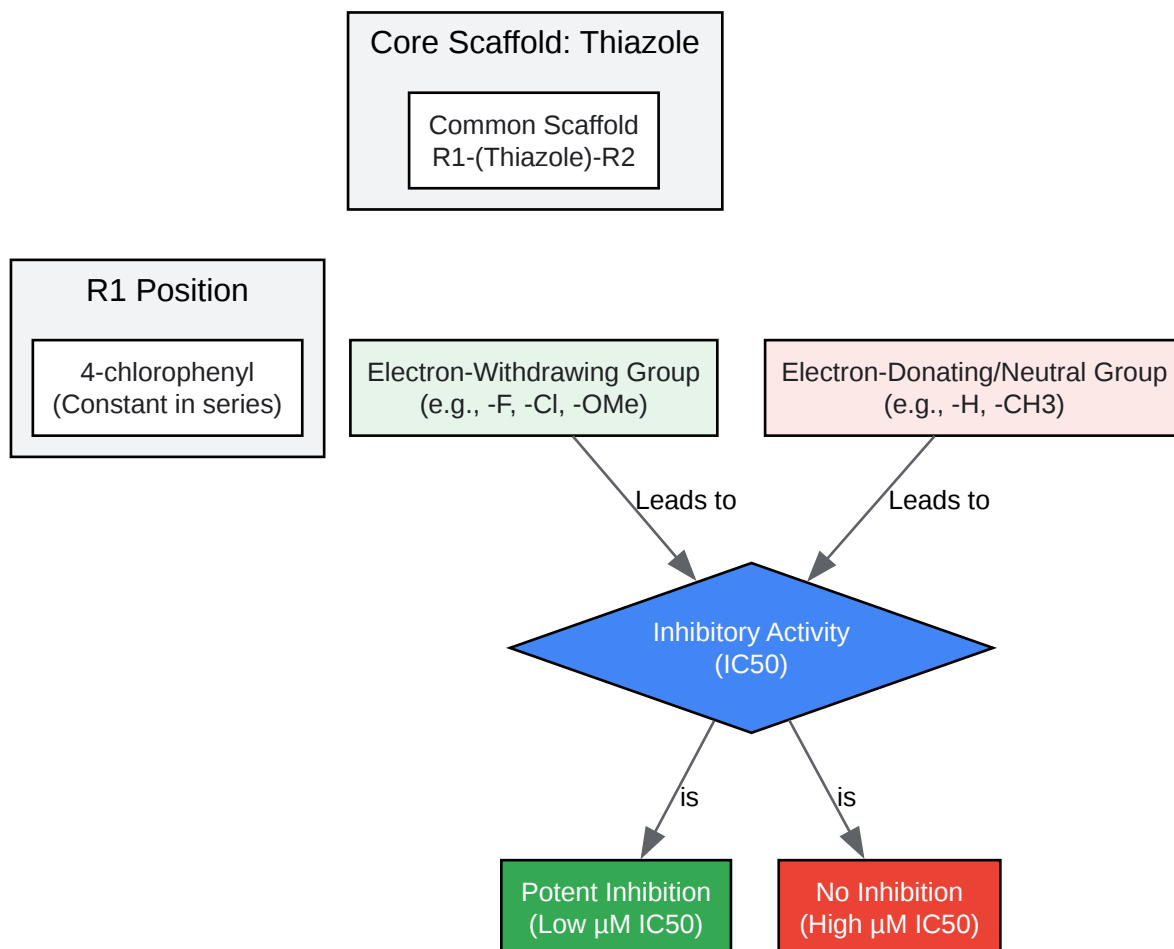 Core Scaffold: Thiazole
Common Scaffold
R1-(Thiazole)-R2
R1 Position
4-chlorophenyl
(Constant in series)
Electron-Withdrawing Group
(e.g., -F, -Cl, -OMe)
Electron-Donating/Neutral Group
(e.g., -H, -CH3)
Leads to
Leads to
Inhibitory Activity
(IC50)
is
is
Potent Inhibition
(Low µM IC50)
No Inhibition
(High µM IC50)